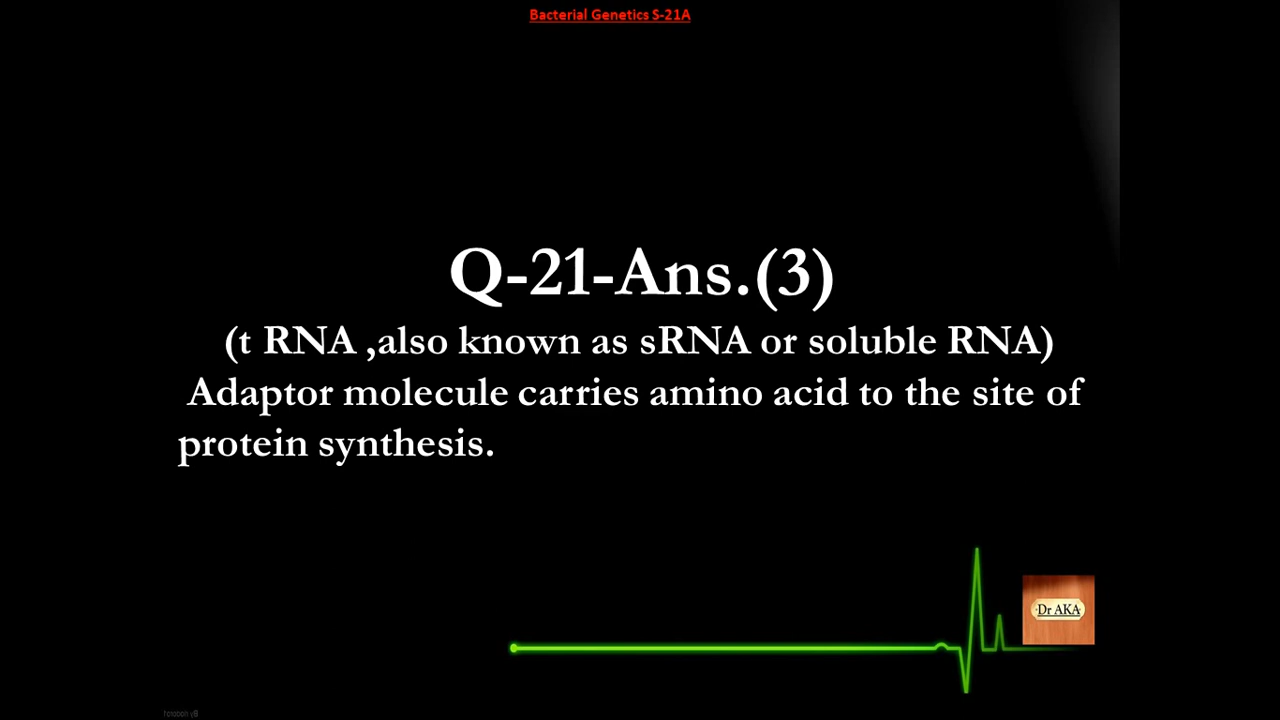 Bacterial Genetics S-21A
Q-21-Ans.(3)
(t RNA ,also known as sRNA or soluble RNA)
Adaptor molecule carries amino acid to the site of
protein synthesis.
Dr AKA